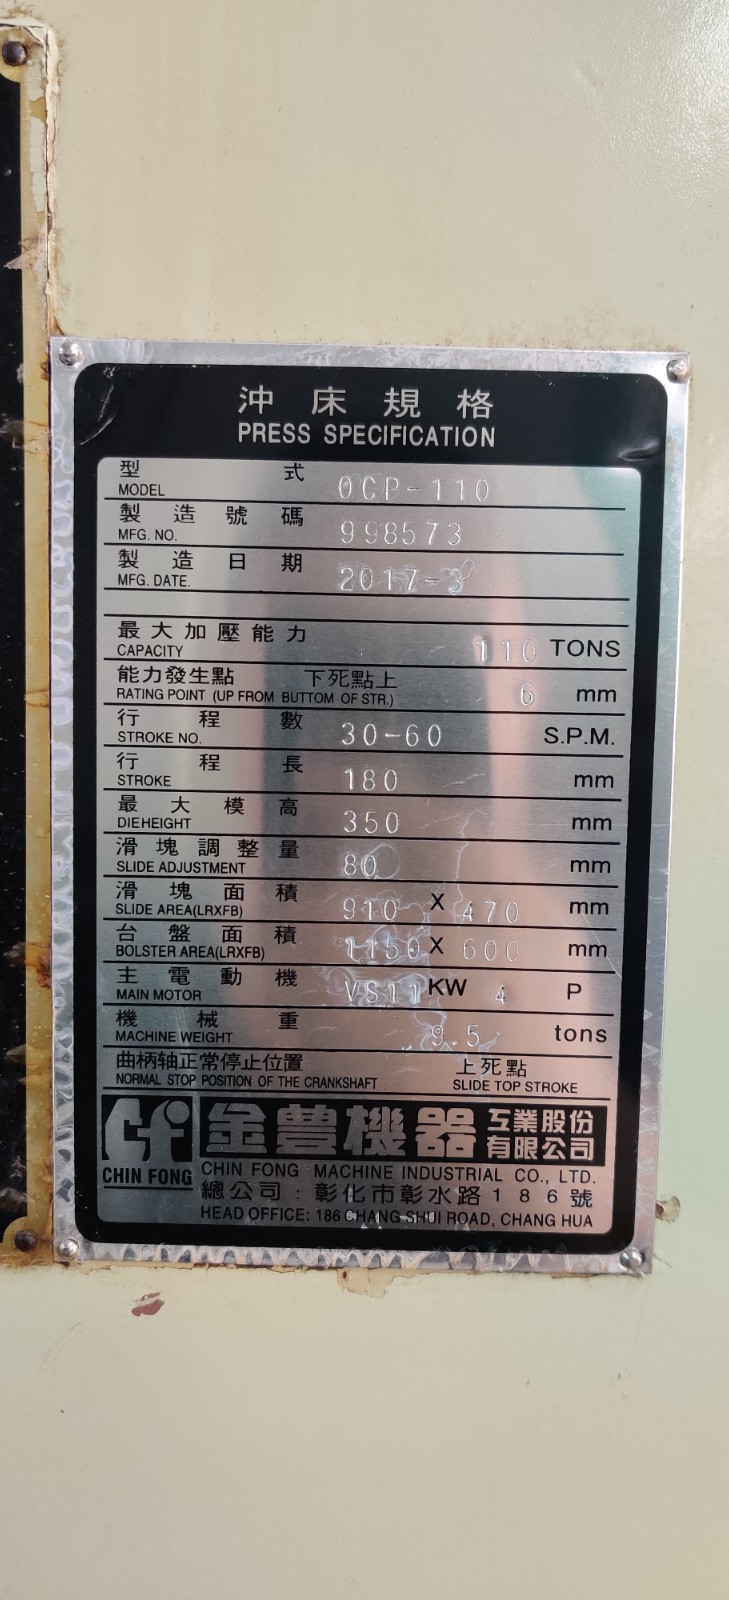 沖床規格
PRESS SPECIFICATION
型式 OCP-110
MODEL
製造號碼 998573
MFG. NO.
製造日期 2017-3
MFG. DATE.
最大加壓能力 110 TONS
CAPACITY
能力發生點 下死點上
RATING POINT (UP FROM BUTTOM OF STR.) 6 mm
行程數 30-60 S.P.M.
STROKE NO.
行程長 180 mm
STROKE
最大模高 350 mm
DIEHEIGHT
滑塊調整量 80 mm
SLIDE ADJUSTMENT
滑塊面積 910 X 470 mm
SLIDE AREA(LRXFB)
台盤面積 1150 X 600 mm
BOLSTER AREA(LRXFB)
主電動機 VS11 KW 4 P
MAIN MOTOR
機械重 9.5 tons
MACHINE WEIGHT
曲柄轴正常停止位置 上死點
NORMAL STOP POSITION OF THE CRANKSHAFT SLIDE TOP STROKE
CHIN FONG
金豊機器 工業股份有限公司
CHIN FONG MACHINE INDUSTRIAL CO., LTD.
總公司：彰化市彰水路186號
HEAD OFFICE: 186 CHANG-SHUI ROAD, CHANG HUA